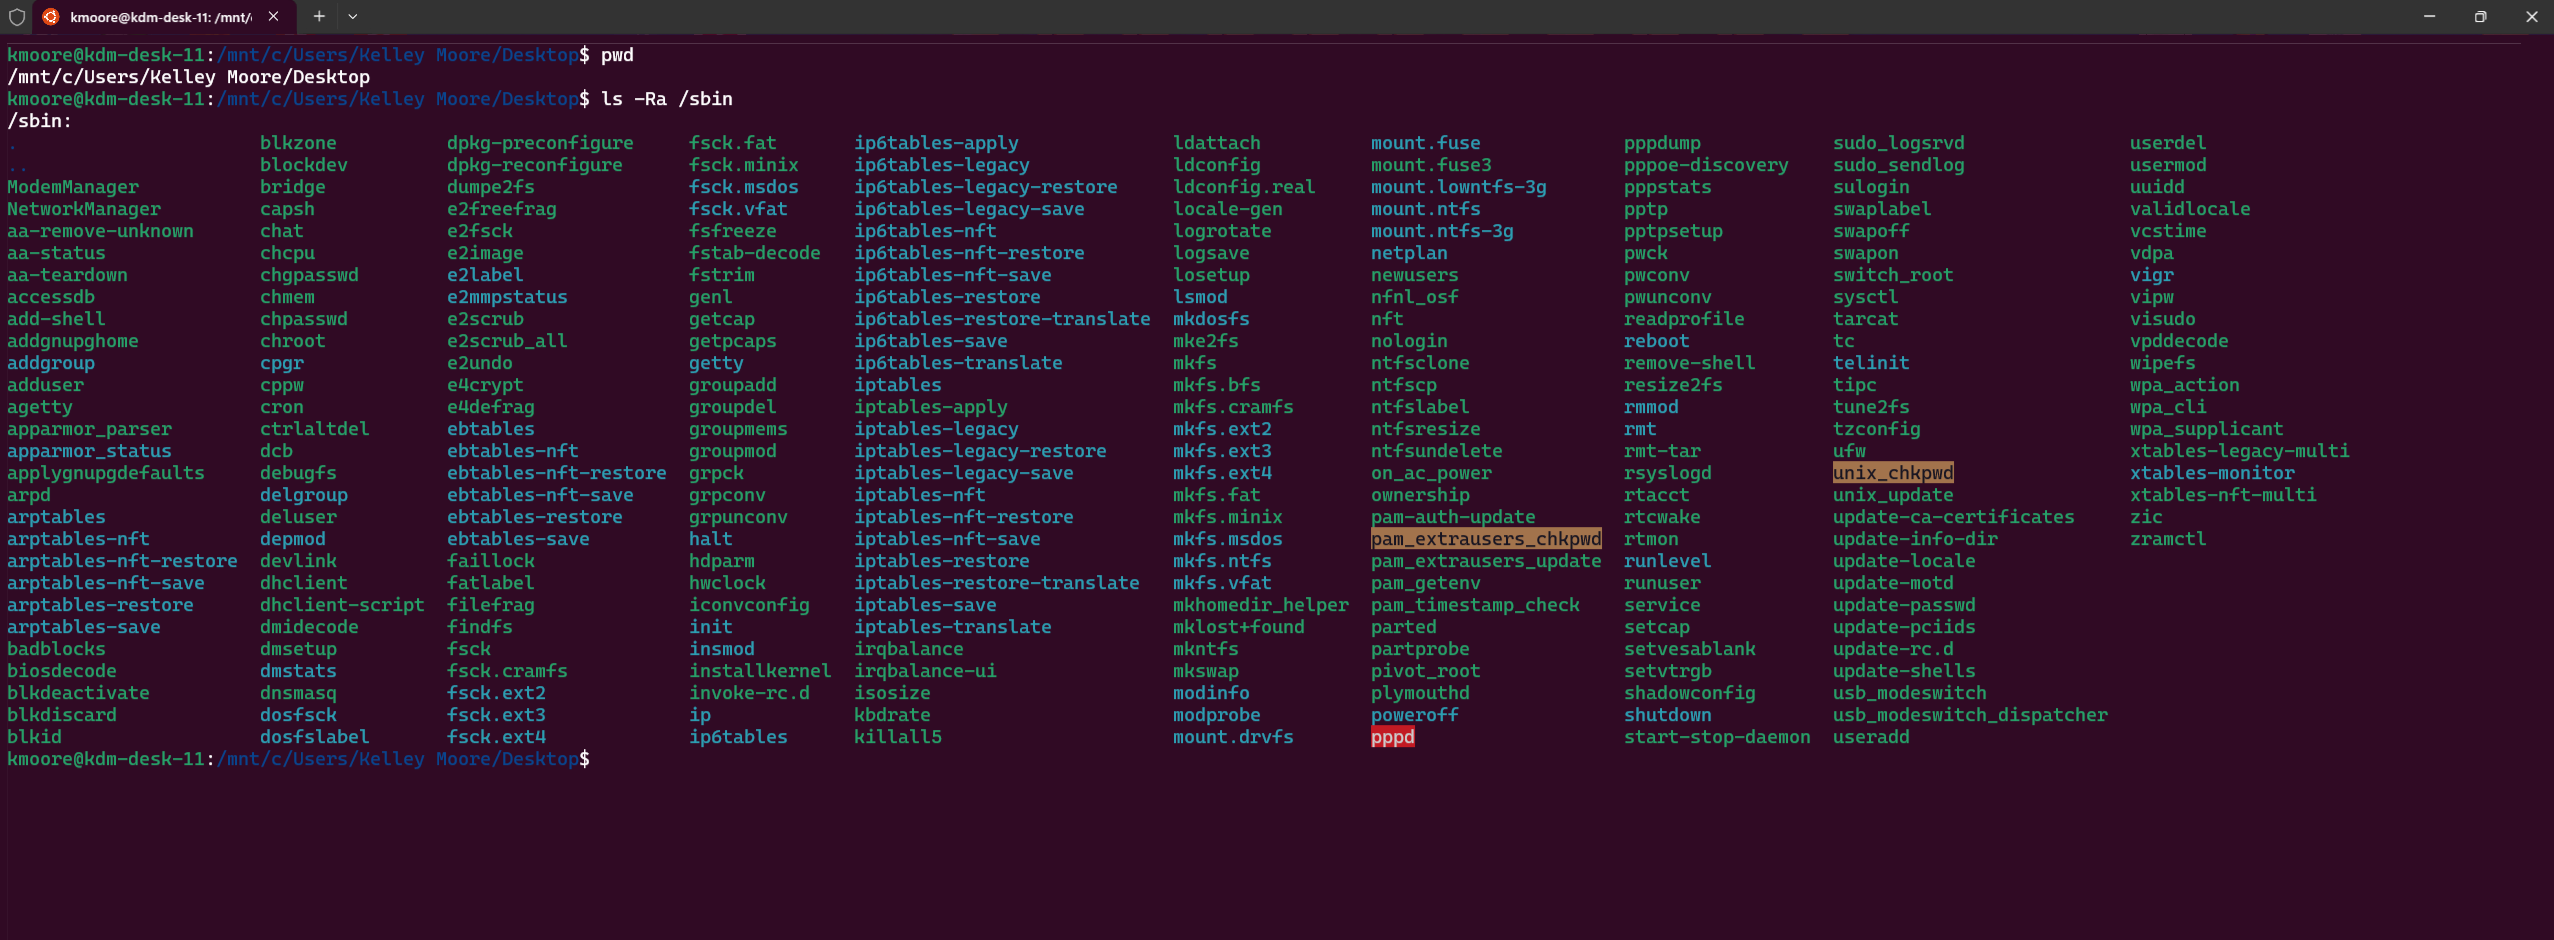 kmoore@kdm-desk-11: /mnt/
kmoore@kdm-desk-11:/mnt/c/Users/Kelley Moore/Desktop$ pwd
/mnt/c/Users/Kelley Moore/Desktop
kmoore@kdm-desk-11:/mnt/c/Users/Kelley Moore/Desktop$ ls -Ra /sbin
/sbin:
. blkzone dpkg-preconfigure fsck.fat ip6tables-apply ldattach mount.fuse pppdump sudo_logsrvd userdel
.. blockdev dpkg-reconfigure fsck.minix ip6tables-legacy ldconfig mount.fuse3 pppoe-discovery sudo_sendlog usermod
ModemManager bridge dumpe2fs fsck.msdos ip6tables-legacy-restore ldconfig.real mount.lowntfs-3g pppstats sulogin uuidd
NetworkManager capsh e2freefrag fsck.vfat ip6tables-legacy-save locale-gen mount.ntfs pptp swaplabel validlocale
aa-remove-unknown chat e2fsck fsfreeze ip6tables-nft logrotate mount.ntfs-3g pptpsetup swapoff vcstime
aa-status chcpu e2image fstab-decode ip6tables-nft-restore logsave netplan pwck swapon vdpa
aa-teardown chgpasswd e2label fstrim ip6tables-nft-save losetup newusers pwconv switch_root vigr
accessdb chmem e2mmpstatus genl ip6tables-restore lsmod nfnl_osf pwunconv sysctl vipw
add-shell chpasswd e2scrub getcap ip6tables-restore-translate mkdosfs nft readprofile tarcat visudo
addgnupghome chroot e2scrub_all getpcaps ip6tables-save mke2fs nologin reboot tc vpddecode
addgroup cpgr e2undo getty ip6tables-translate mkfs ntfsclone remove-shell telinit wipefs
adduser cppw e4crypt groupadd iptables mkfs.bfs ntfscp resize2fs tipc wpa_action
agetty cron e4defrag groupdel iptables-apply mkfs.cramfs ntfslabel rmmod tune2fs wpa_cli
apparmor_parser ctrlaltdel ebtables groupmems iptables-legacy mkfs.ext2 ntfsresize rmt tzconfig wpa_supplicant
apparmor_status dcb ebtables-nft groupmod iptables-legacy-restore mkfs.ext3 ntfsundelete rmt-tar ufw xtables-legacy-multi
applygnupgdefaults debugfs ebtables-nft-restore grpck iptables-legacy-save mkfs.ext4 on_ac_power rsyslogd unix_chkpwd xtables-monitor
arpd delgroup ebtables-nft-save grpconv iptables-nft mkfs.fat ownership rtacct unix_update xtables-nft-multi
arptables deluser ebtables-restore grpunconv iptables-nft-restore mkfs.minix pam-auth-update rtcwake update-ca-certificates zic
arptables-nft depmod ebtables-save halt iptables-nft-save mkfs.msdos pam_extrausers_chkpwd rtmon update-info-dir zramctl
arptables-nft-restore devlink faillock hdparm iptables-restore mkfs.ntfs pam_extrausers_update runlevel update-locale
arptables-nft-save dhclient fatlabel hwclock iptables-restore-translate mkfs.vfat pam_getenv runuser update-motd
arptables-restore dhclient-script filefrag iconvconfig iptables-save mkhomedir_helper pam_timestamp_check service update-passwd
arptables-save dmidecode findfs init iptables-translate mklost+found parted setcap update-pciids
badblocks dmsetup fsck insmod irqbalance mkntfs partprobe setvesablank update-rc.d
biosdecode dmstats fsck.cramfs installkernel irqbalance-ui mkswap pivot_root setvtrgb update-shells
blkdeactivate dnsmasq fsck.ext2 invoke-rc.d isosize modinfo plymouthd shadowconfig usb_modeswitch
blkdiscard dosfsck fsck.ext3 ip kbdrate modprobe poweroff shutdown usb_modeswitch_dispatcher
blkid dosfslabel fsck.ext4 ip6tables killall5 mount.drvfs pppd start-stop-daemon useradd
kmoore@kdm-desk-11:/mnt/c/Users/Kelley Moore/Desktop$